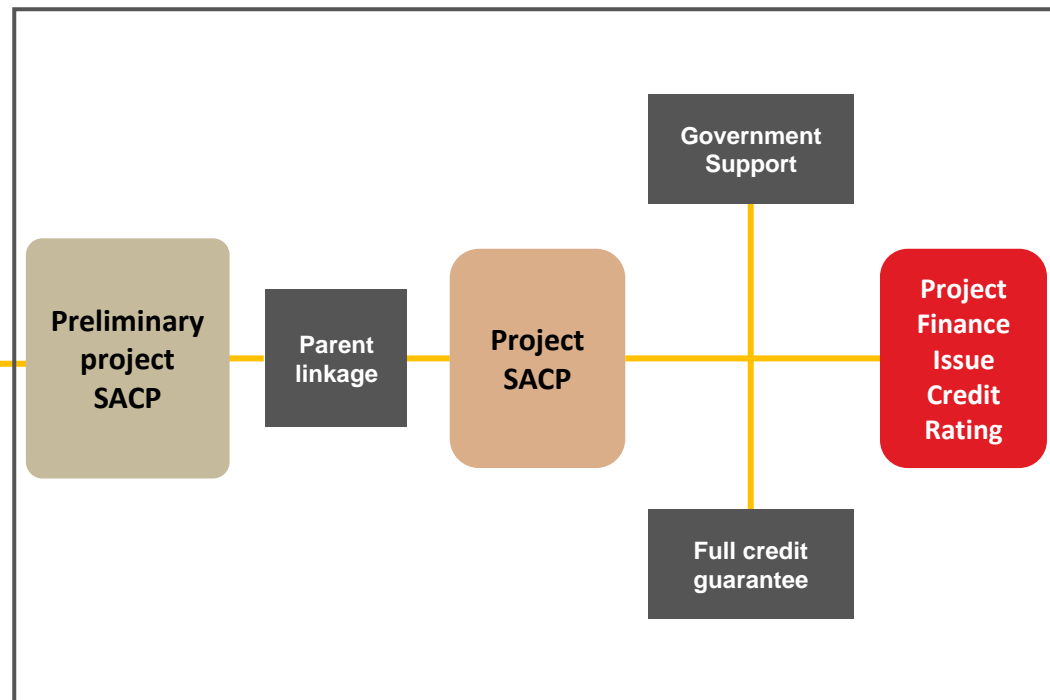 Preliminary
project
SACP
Parent
linkage
Project
SACP
Government
Support
Full credit
guarantee
Project
Finance
Issue
Credit
Rating